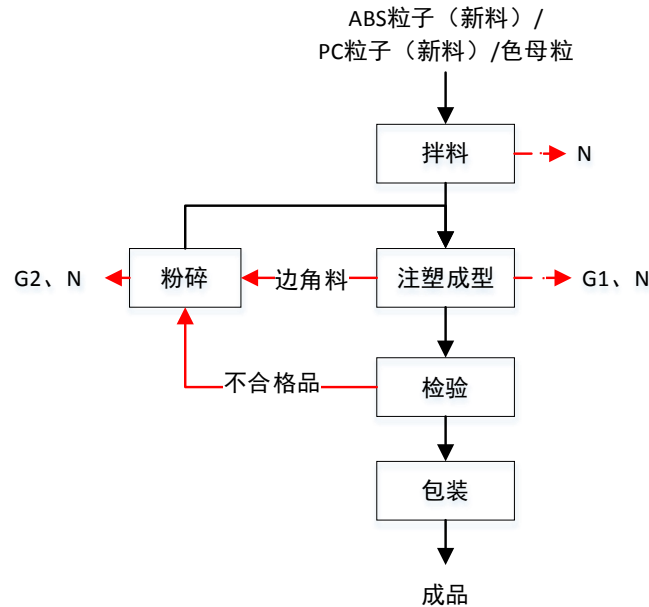 ABS粒子（新料）/
PC粒子（新料）/色母粒
拌料
N
G2、N
粉碎
边角料
注塑成型
G1、N
不合格品
检验
包装
成品